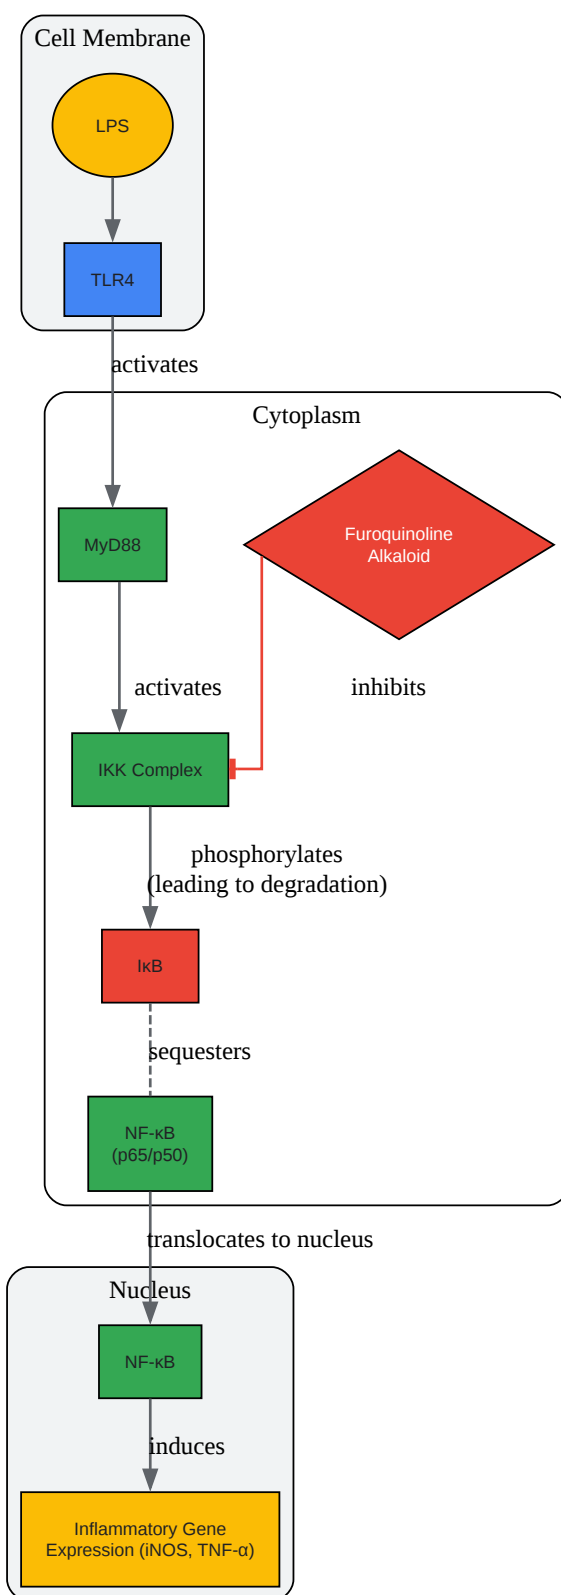 Cell Membrane
LPS
TLR4
activates
Cytoplasm
Furoquinoline
Alkaloid
MyD88
activates
inhibits
IKK Complex
phosphorylates
(leading to degradation)
IκB
sequesters
NF-κB
(p65/p50)
translocates to nucleus
Nucleus
NF-κB
induces
Inflammatory Gene
Expression (iNOS, TNF-α)